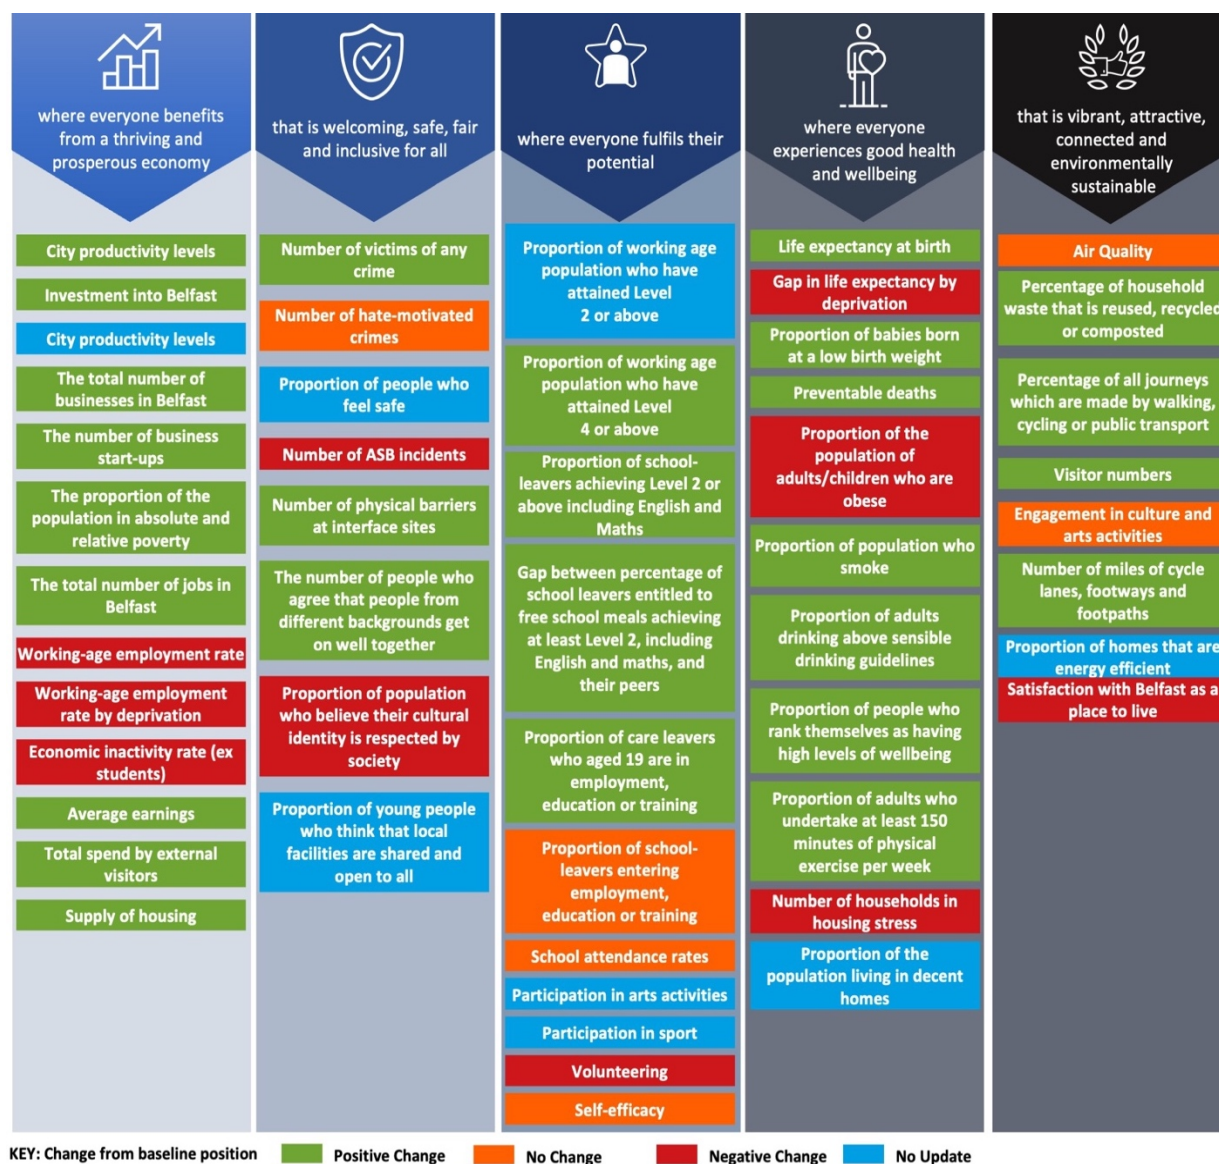 where everyone benefits
from a thriving and
prosperous economy
City productivity levels
Investment into Belfast
City productivity levels
The total number of
businesses in Belfast
The number of business
start-ups
The proportion of the
population in absolute and
relative poverty
The total number of jobs in
Belfast
Working-age employment rate
Working-age employment
rate by deprivation
Economic inactivity rate (ex
students)
Average earnings
Total spend by external
visitors
Supply of housing
that is welcoming, safe, fair
and inclusive for all
Number of victims of any
crime
Number of hate-motivated
crimes
Proportion of people who
feel safe
Number of ASB incidents
Number of physical barriers
at interface sites
The number of people who
agree that people from
different backgrounds get
on well together
Proportion of population
who believe their cultural
identity is respected by
society
Proportion of young people
who think that local
facilities are shared and
open to all
where everyone fulfils their
potential
Proportion of working age
population who have
attained Level
2 or above
Proportion of working age
population who have
attained Level
4 or above
Proportion of school-
leavers achieving Level 2 or
above including English and
Maths
Gap between percentage of
school leavers entitled to
free school meals achieving
at least Level 2, including
English and maths, and
their peers
Proportion of care leavers
who aged 19 are in
employment,
education or training
Proportion of school-
leavers entering
employment,
education or training
School attendance rates
Participation in arts activities
Participation in sport
Volunteering
Self-efficacy
where everyone
experiences good health
and wellbeing
Life expectancy at birth
Gap in life expectancy by
deprivation
Proportion of babies born
at a low birth weight
Preventable deaths
Proportion of the
population of
adults/children who are
obese
Proportion of population who
smoke
Proportion of adults
drinking above sensible
drinking guidelines
Proportion of people who
rank themselves as having
high levels of wellbeing
Proportion of adults who
undertake at least 150
minutes of physical
exercise per week
Number of households in
housing stress
Proportion of the
population living in decent
homes
that is vibrant, attractive,
connected and
environmentally
sustainable
Air Quality
Percentage of household
waste that is reused, recycled
or composted
Percentage of all journeys
which are made by walking,
cycling or public transport
Visitor numbers
Engagement in culture and
arts activities
Number of miles of cycle
lanes, footways and
footpaths
Proportion of homes that are
energy efficient
Satisfaction with Belfast as a
place to live
KEY: Change from baseline position
Positive Change
No Change
Negative Change
No Update